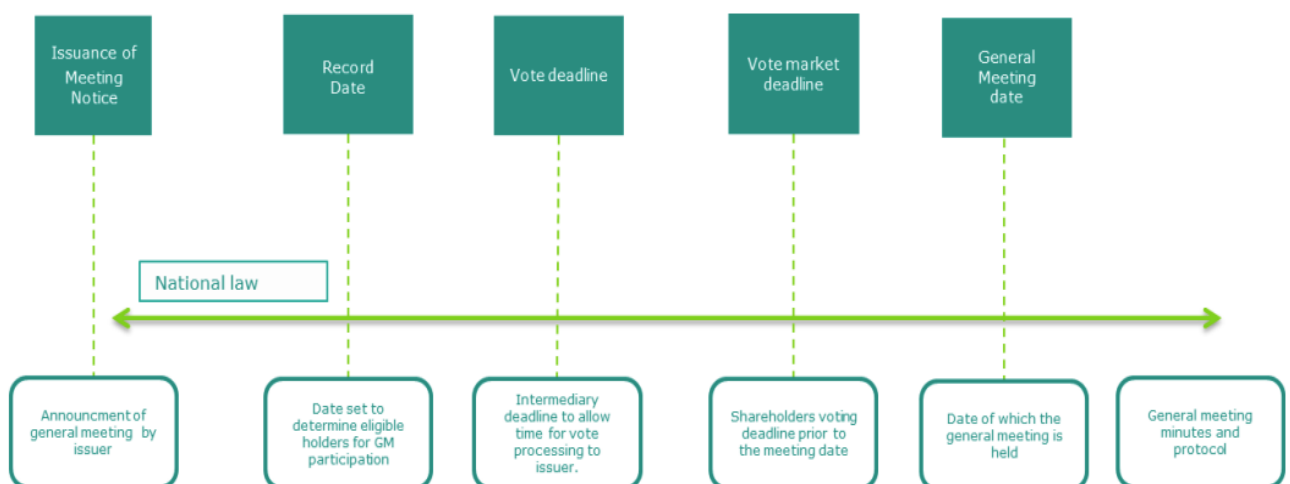 Issuance of
Meeting
Notice
Record
Date
Vote deadline
Vote market
deadline
General
Meeting
date
National law
Announcment of
general meeting by
issuer
Date set to
determine eligible
holders for GM
participation
Intermediary
deadline to allow
time for vote
processing to
issuer.
Shareholders voting
deadline prior to
the meeting date
Date of which the
general meeting is
held
General meeting
minutes and
protocol